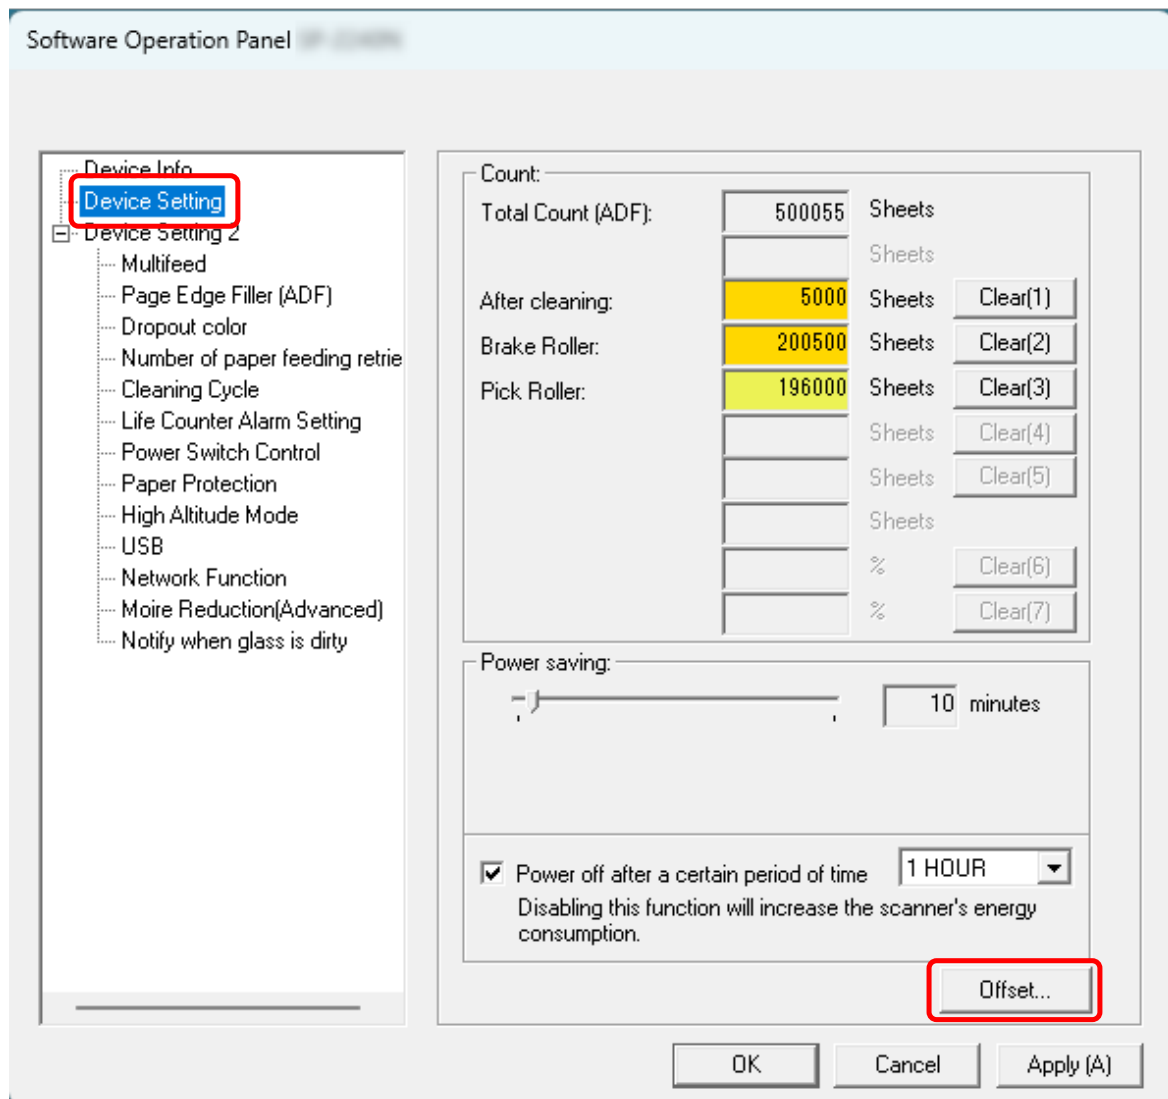 Software Operation Panel
Device Info
Device Setting
Device Setting 2
Multifeed
Page Edge Filler (ADF)
Dropout color
Number of paper feeding retrie
Cleaning Cycle
Life Counter Alarm Setting
Power Switch Control
Paper Protection
High Altitude Mode
USB
Network Function
Moire Reduction(Advanced)
Notify when glass is dirty
Count:
Total Count (ADF): 500055 Sheets
Sheets
After cleaning: 5000 Sheets Clear(1)
Brake Roller: 200500 Sheets Clear(2)
Pick Roller: 196000 Sheets Clear(3)
Sheets Clear(4)
Sheets Clear(5)
Sheets
% Clear(6)
% Clear(7)
Power saving:
10 minutes
Power off after a certain period of time 1 HOUR
Disabling this function will increase the scanner's energy
consumption.
Offset...
OK Cancel Apply (A)